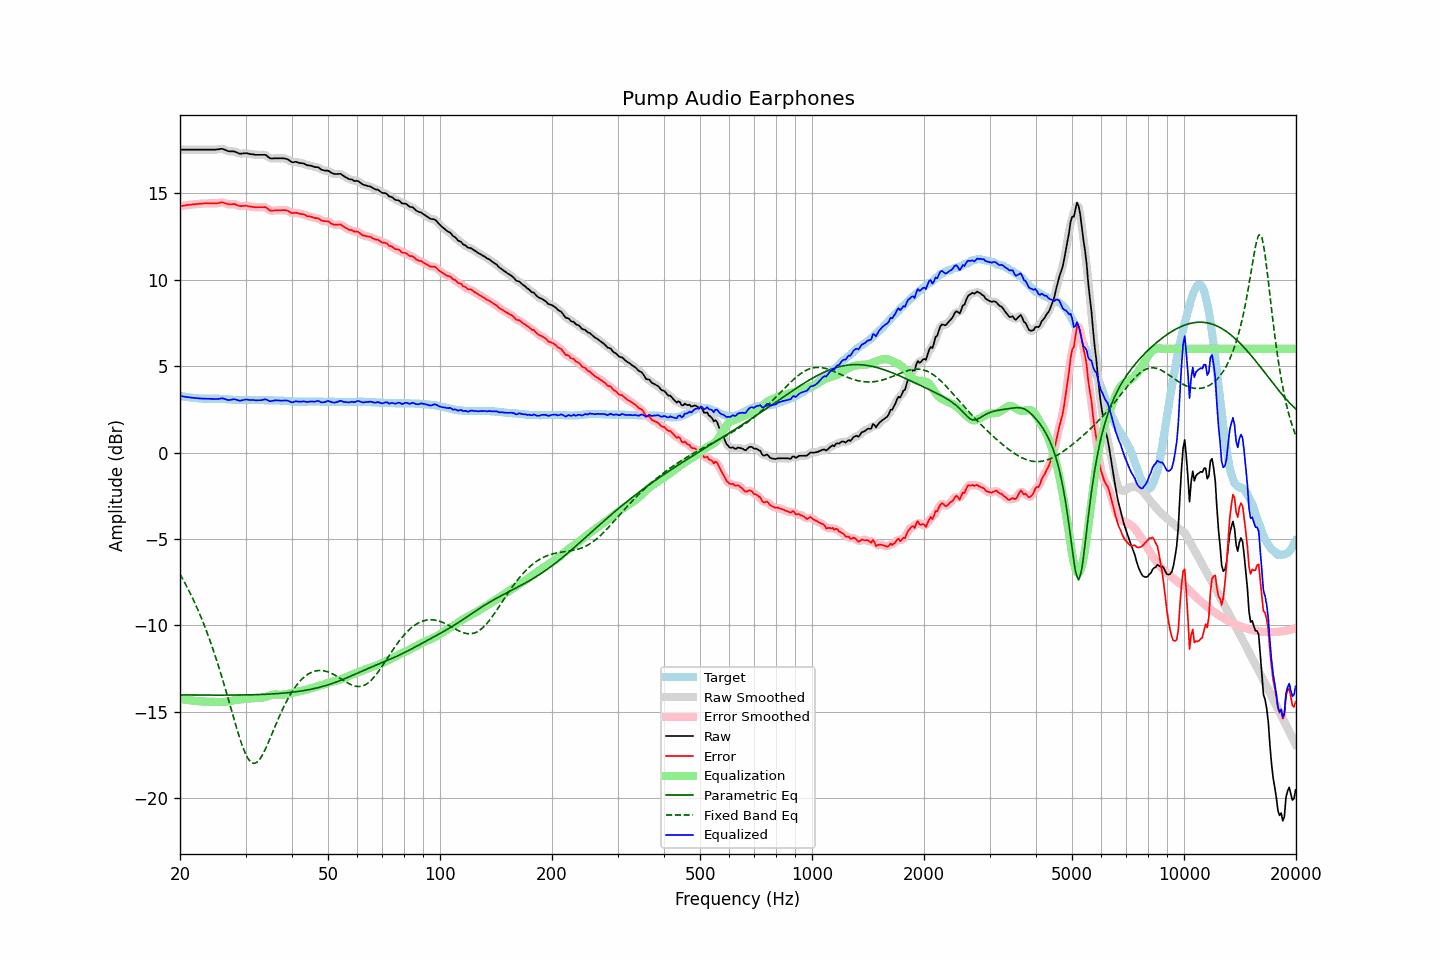 Pump Audio Earphones
Amplitude (dBr)
15
10
5
0
−5
−10
−15
−20
Target
Raw Smoothed
Error Smoothed
Raw
Error
Equalization
Parametric Eq
Fixed Band Eq
Equalized
20 50 100 200 500 1000 2000 5000 10000 20000
Frequency (Hz)